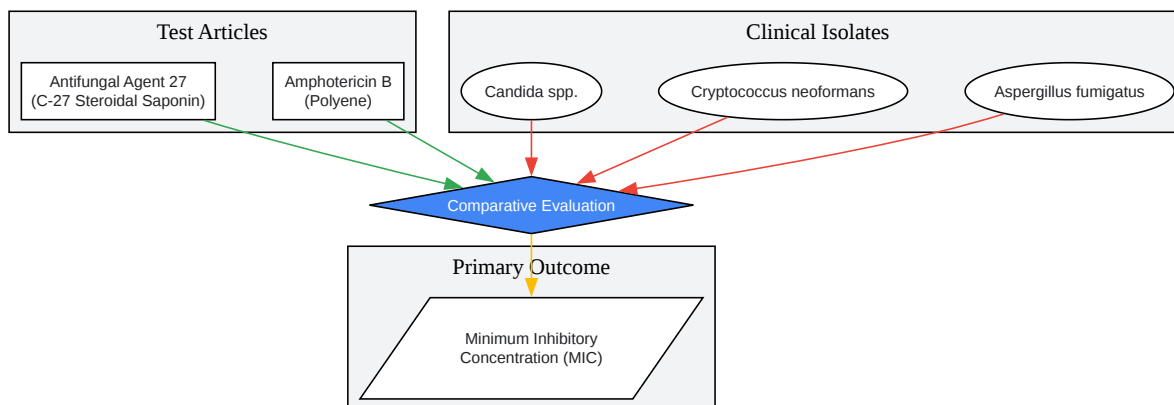 Test Articles
Antifungal Agent 27
(C-27 Steroidal Saponin)
Amphotericin B
(Polyene)
Clinical Isolates
Candida spp.
Cryptococcus neoformans
Aspergillus fumigatus
Comparative Evaluation
Primary Outcome
Minimum Inhibitory
Concentration (MIC)